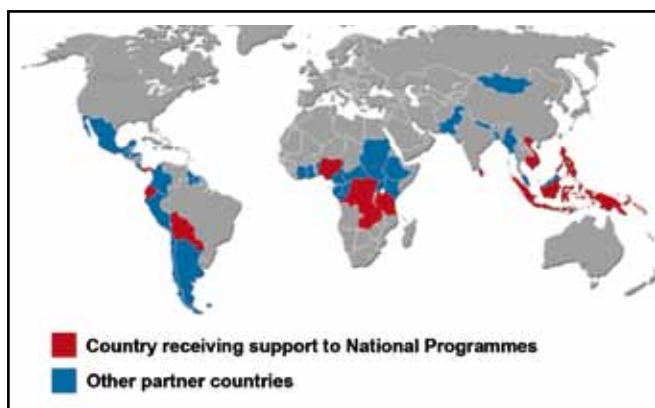 Country receiving support to National Programmes
Other partner countries